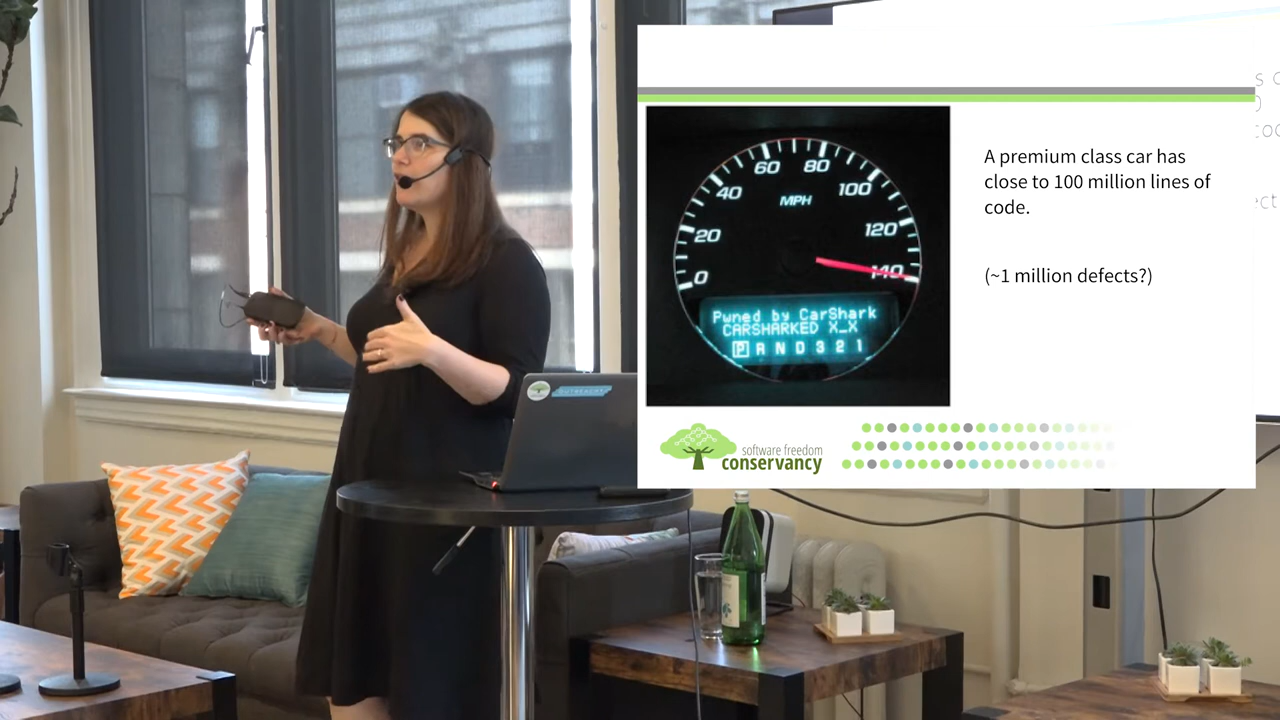 A premium class car has
close to 100 million lines of
code.
(~1 million defects?)
0
20
40
60
80
100
120
140
MPH
Pwned by CarShark
CARSHARKED X_X
P R N D 3 2 1
software freedom
conservancy
OUTREACHY